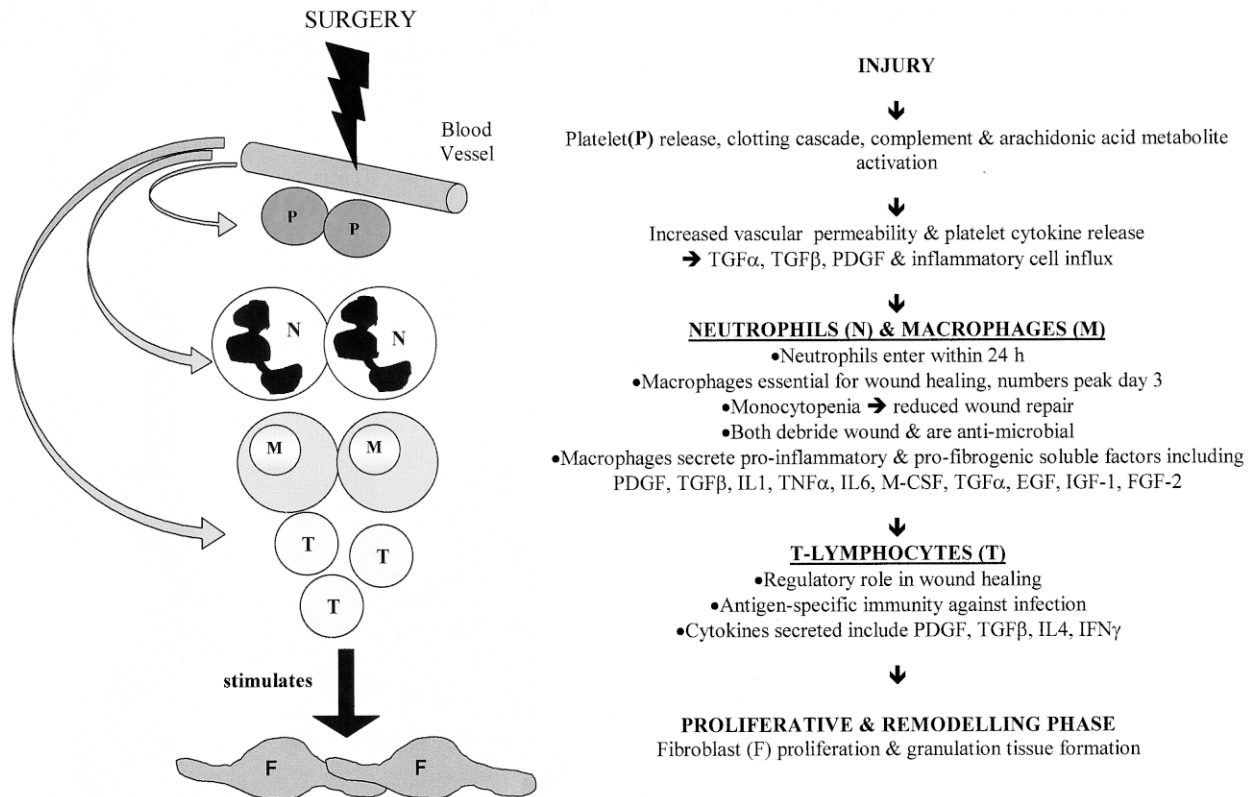 SURGERY
Blood
Vessel
P
P
N
N
M
M
T
T
T
stimulates
F
F
INJURY
🡻
Platelet(P) release, clotting cascade, complement & arachidonic acid metabolite
activation
🡻
Increased vascular permeability & platelet cytokine release
➔ TGFα, TGFβ, PDGF & inflammatory cell influx
🡻
NEUTROPHILS (N) & MACROPHAGES (M)
•Neutrophils enter within 24 h
•Macrophages essential for wound healing, numbers peak day 3
•Monocytopenia ➔ reduced wound repair
•Both debride wound & are anti-microbial
•Macrophages secrete pro-inflammatory & pro-fibrogenic soluble factors including
PDGF, TGFβ, IL1, TNFα, IL6, M-CSF, TGFα, EGF, IGF-1, FGF-2
🡻
T-LYMPHOCYTES (T)
•Regulatory role in wound healing
•Antigen-specific immunity against infection
•Cytokines secreted include PDGF, TGFβ, IL4, IFNγ
🡻
PROLIFERATIVE & REMODELLING PHASE
Fibroblast (F) proliferation & granulation tissue formation